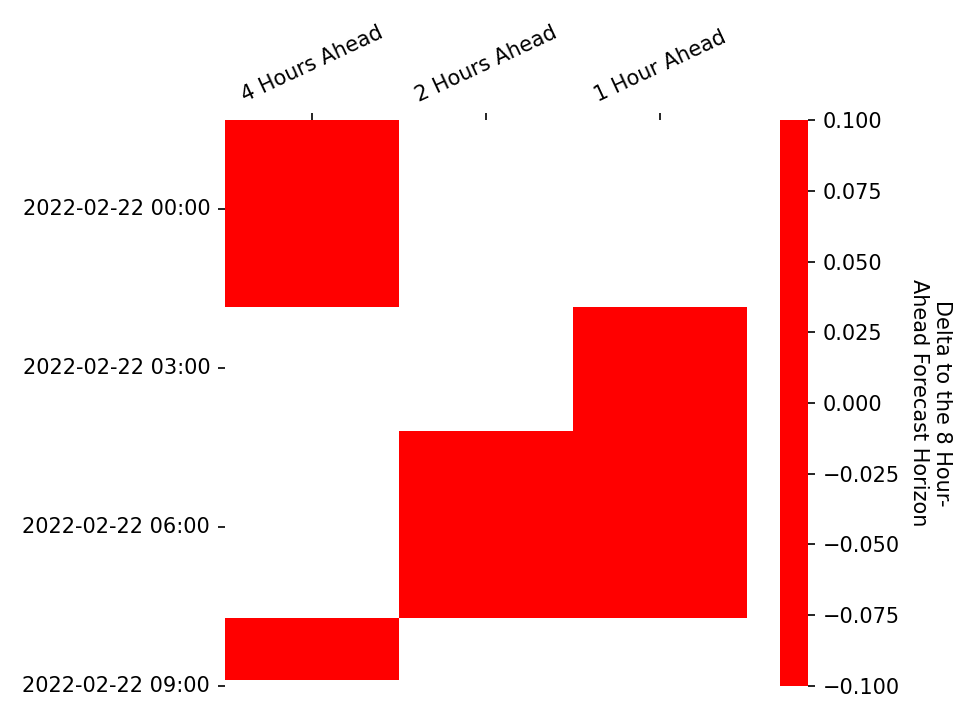 4 Hours Ahead
2 Hours Ahead
1 Hour Ahead
2022-02-22 00:00
2022-02-22 03:00
2022-02-22 06:00
2022-02-22 09:00
0.100
0.075
0.050
0.025
0.000
−0.025
−0.050
−0.075
−0.100
Delta to the 8 Hour-
Ahead Forecast Horizon